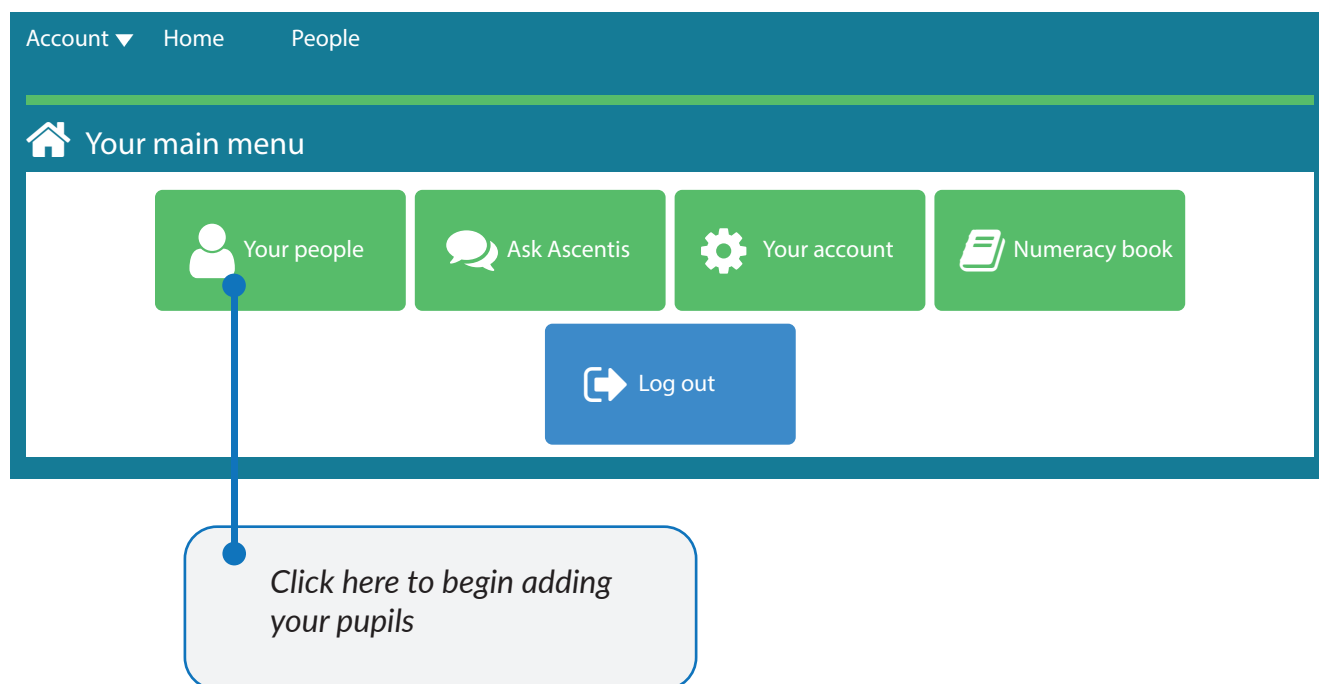 Account Home People
Your main menu
Your people Ask Ascentis Your account Numeracy book
Log out
Click here to begin adding
your pupils